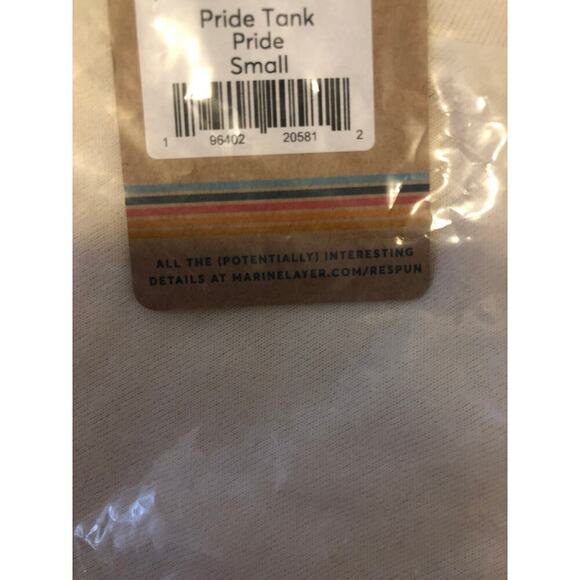 Pride Tank
Pride
Small
1 96402 20581 2
ALL THE (POTENTIALLY) INTERESTING
DETAILS AT MARINELAYER.COM/RESPUN